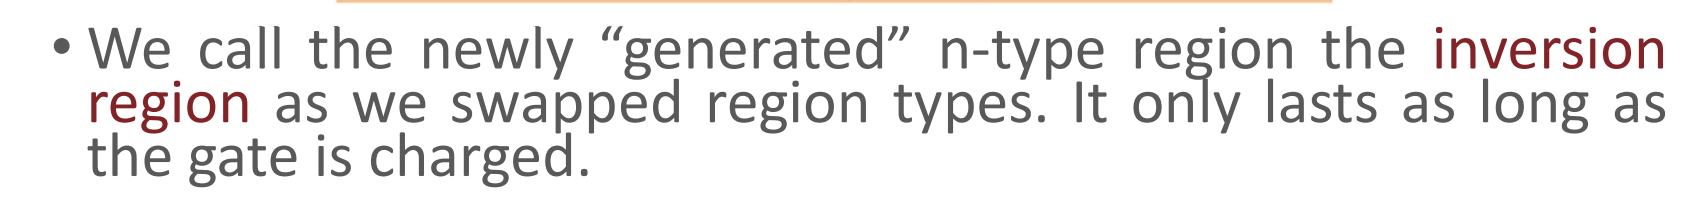 • We call the newly “generated” n-type region the inversion
region as we swapped region types. It only lasts as long as
the gate is charged.